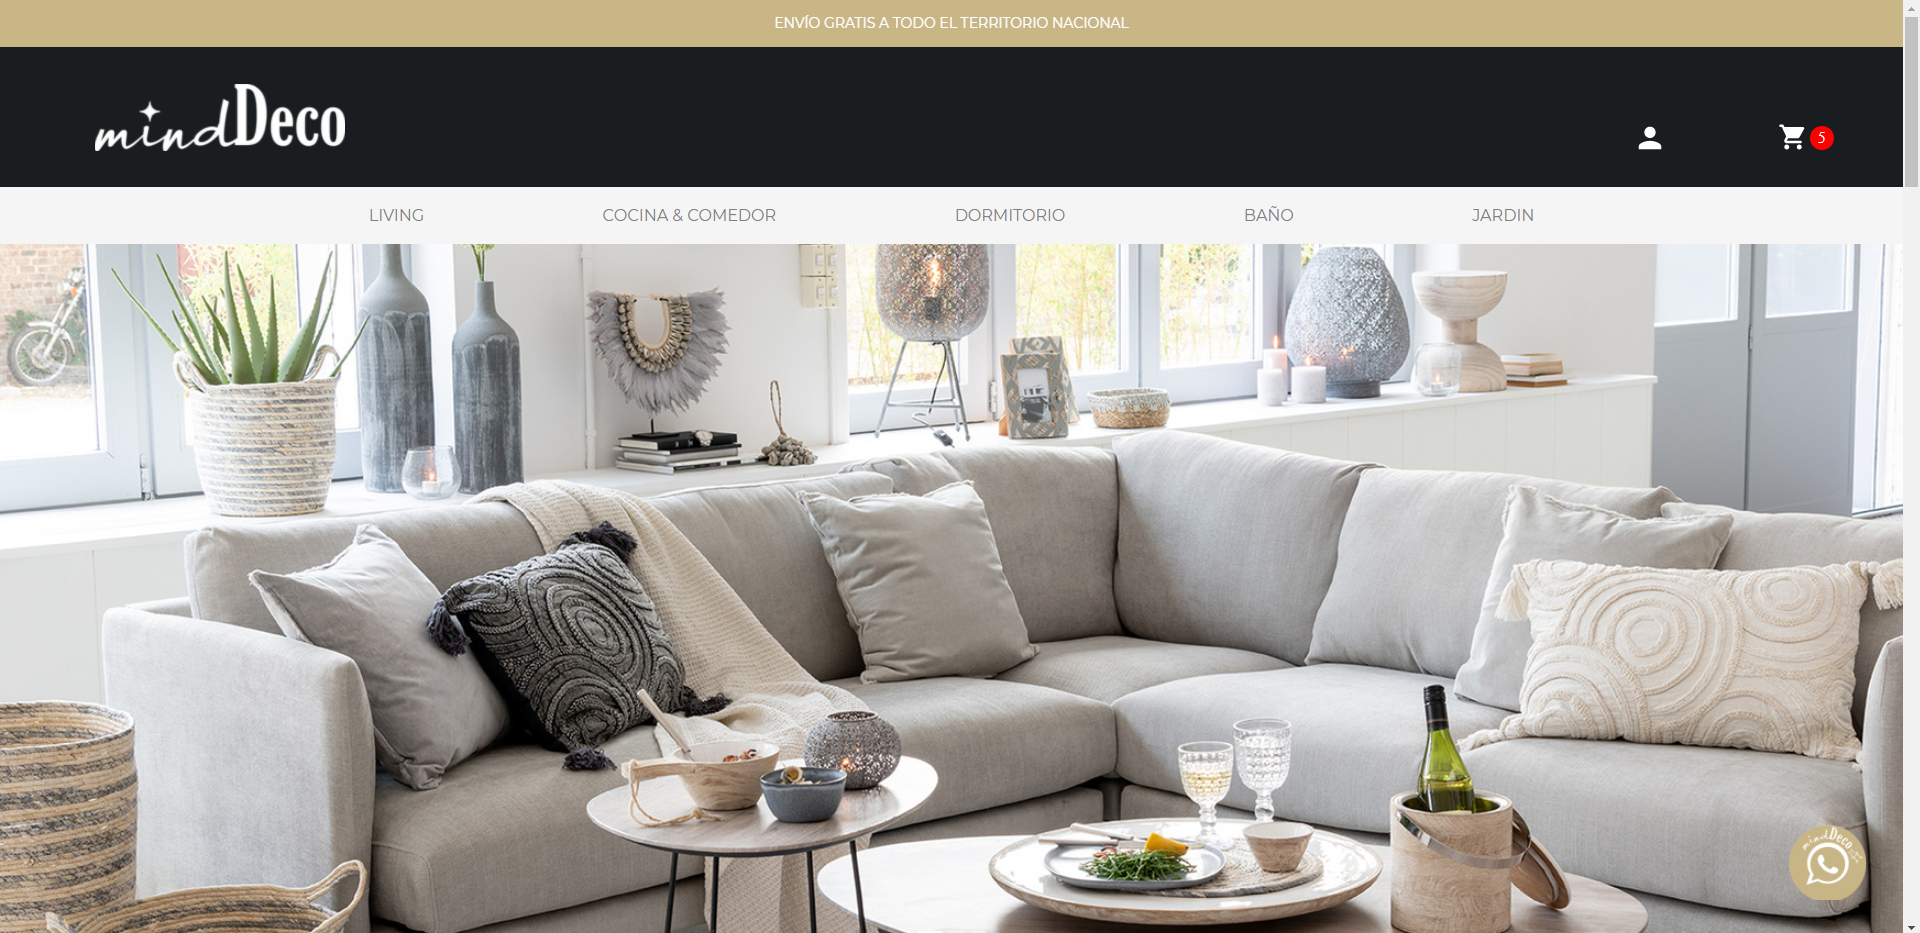 ENVÍO GRATIS A TODO EL TERRITORIO NACIONAL
mindDeco
5
LIVING
COCINA & COMEDOR
DORMITORIO
BAÑO
JARDIN
mindDeco